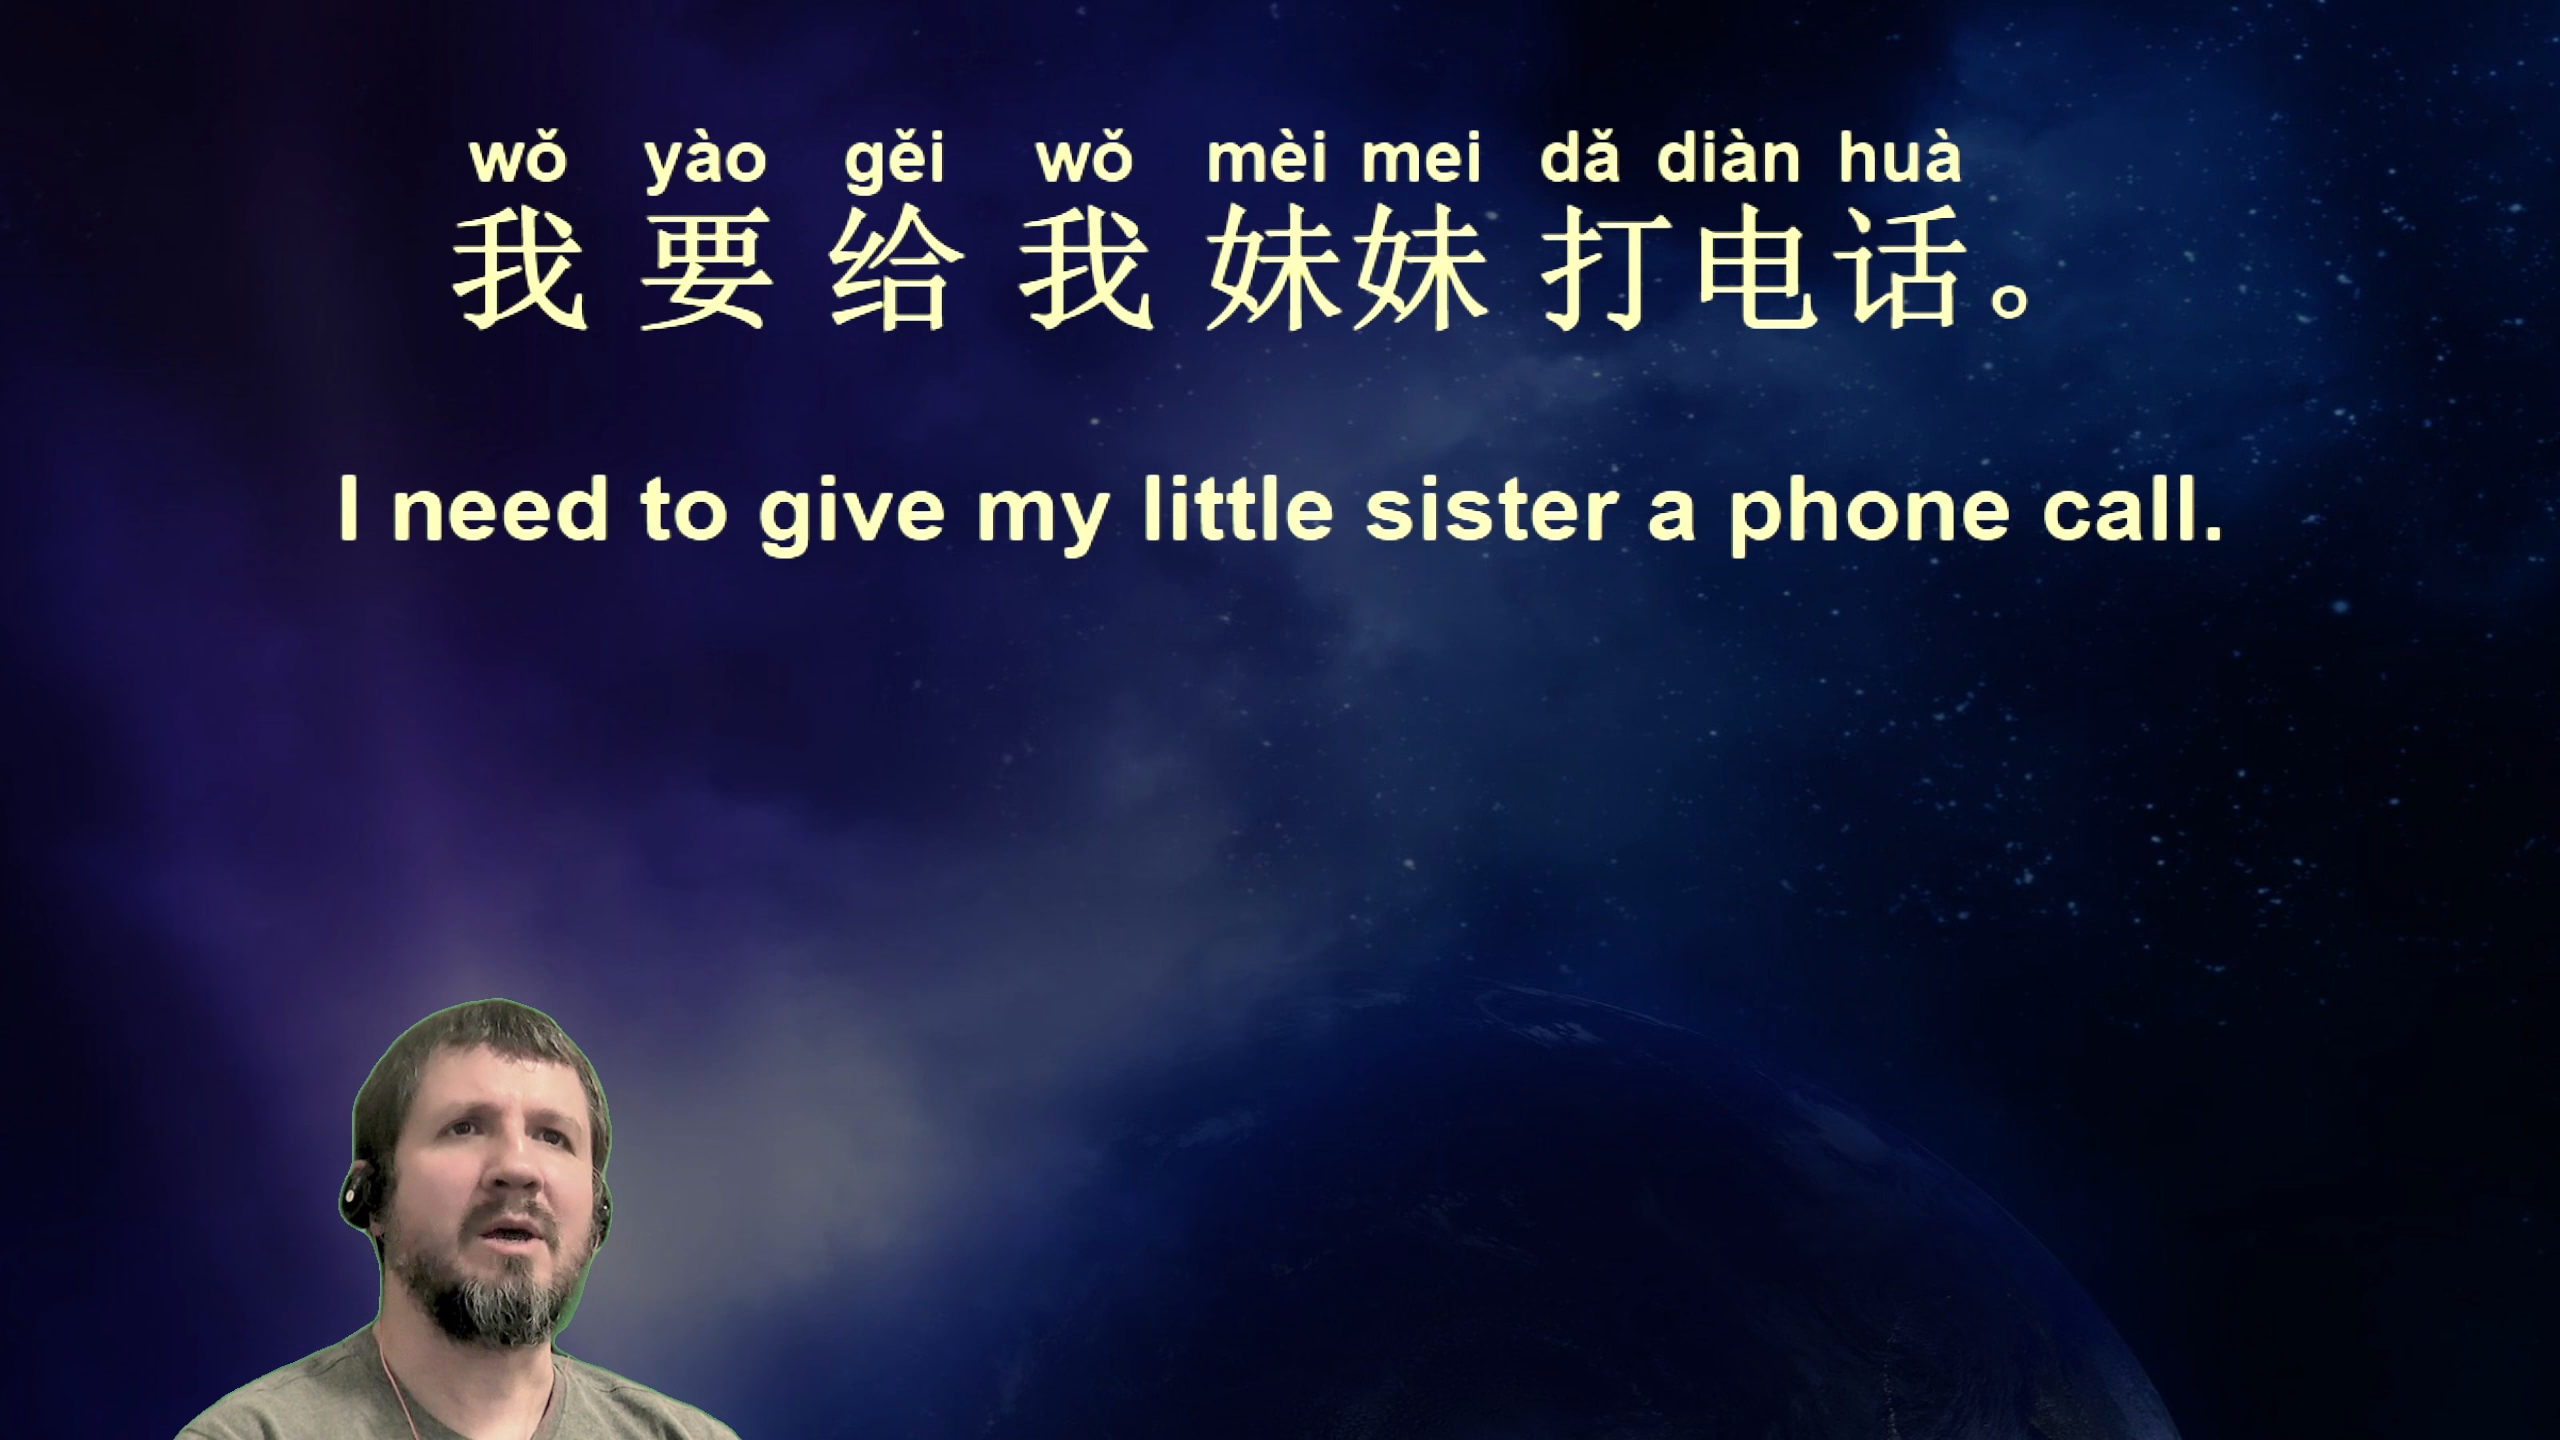 wǒ yào gěi wǒ mèi mei dǎ diàn huà
我 要 给 我 妹妹 打电话。
I need to give my little sister a phone call.